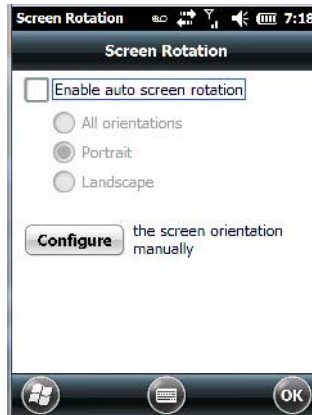 Screen Rotation 7:18
Screen Rotation
Enable auto screen rotation
All orientations
Portrait
Landscape
Configure the screen orientation
manually
OK